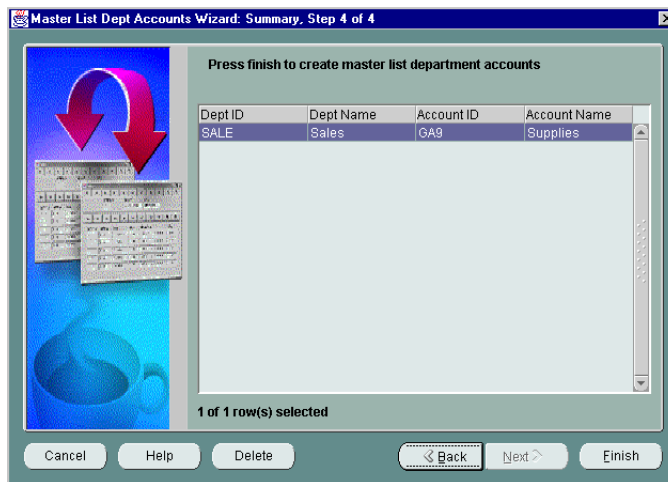 Master List Dept Accounts Wizard: Summary, Step 4 of 4
Press finish to create master list department accounts
Dept ID Dept Name Account ID Account Name
SALE Sales GA9 Supplies
1 of 1 row(s) selected
Cancel Help Delete Back Next Finish